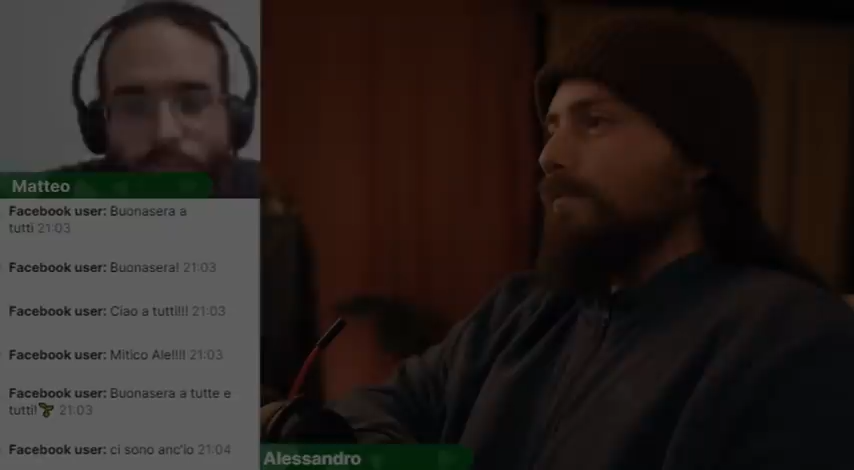 Matteo
Facebook user: Buonasera a
tutti 21:03
Facebook user: Buonasera! 21:03
Facebook user: Ciao a tutti!!! 21:03
Facebook user: Mitico Ale!!!! 21:03
Facebook user: Buonasera a tutte e
tutti! 21:03
Facebook user: ci sono anc'io 21:04
Alessandro